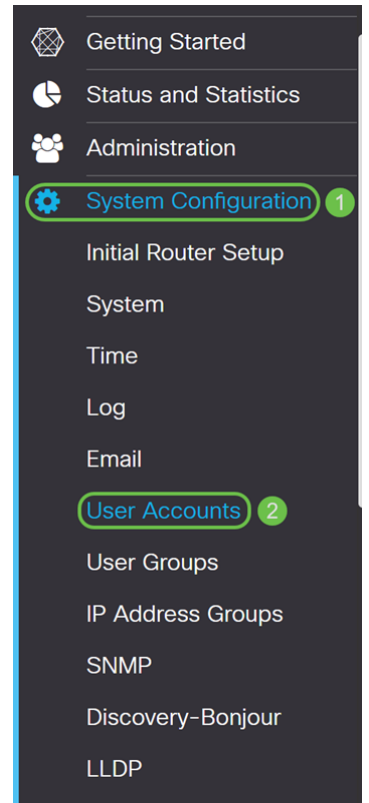 Getting Started
Status and Statistics
Administration
System Configuration 1
Initial Router Setup
System
Time
Log
Email
User Accounts 2
User Groups
IP Address Groups
SNMP
Discovery-Bonjour
LLDP